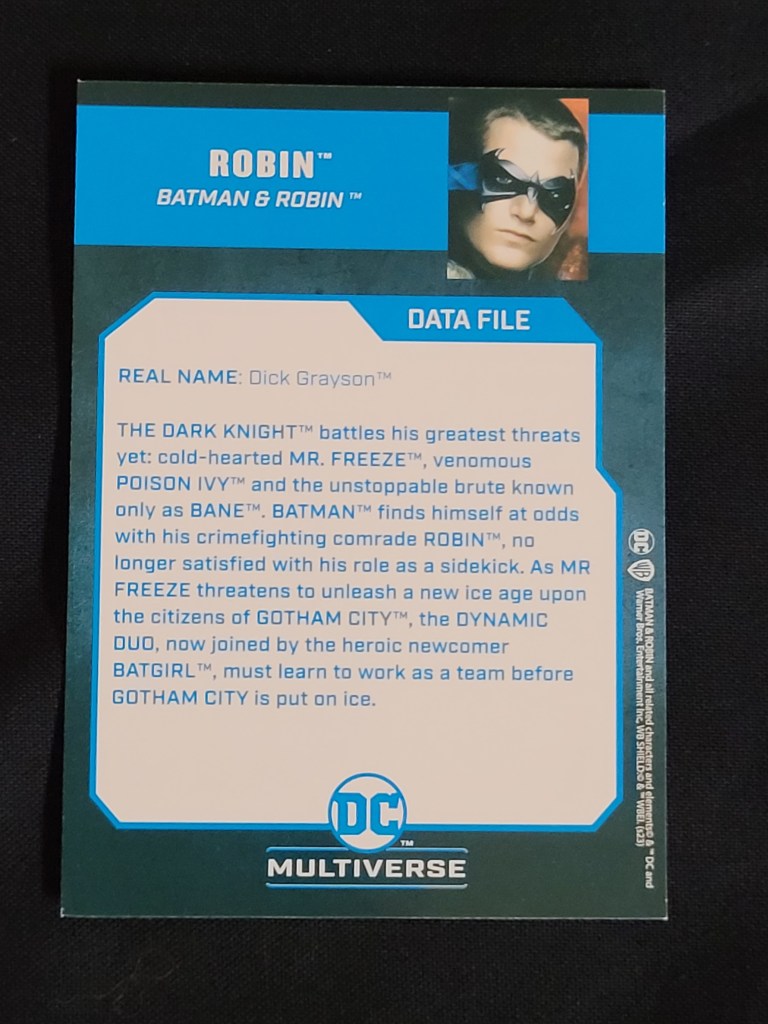 ROBIN™
BATMAN & ROBIN™
DATA FILE
REAL NAME: Dick Grayson™
THE DARK KNIGHT™ battles his greatest threats
yet: cold-hearted MR. FREEZE™, venomous
POISON IVY™ and the unstoppable brute known
only as BANE™. BATMAN™ finds himself at odds
with his crimefighting comrade ROBIN™, no
longer satisfied with his role as a sidekick. As MR
FREEZE threatens to unleash a new ice age upon
the citizens of GOTHAM CITY™, the DYNAMIC
DUO, now joined by the heroic newcomer
BATGIRL™, must learn to work as a team before
GOTHAM CITY is put on ice.
DC™
MULTIVERSE
DC WB
BATMAN & ROBIN and all related characters and elements © & ™ DC and
Warner Bros. Entertainment Inc. WB SHIELD: © & ™ WBEI. (s23)